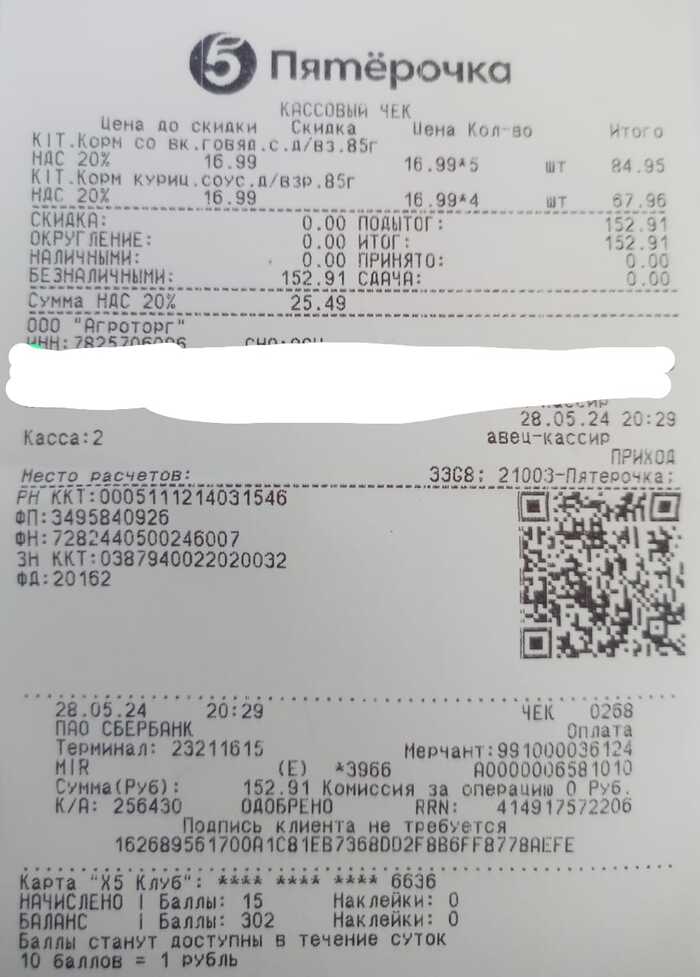 5 Пятёрочка
КАССОВЫЙ ЧЕК
Цена до скидки Скидка Цена Кол-во Итого
KIT.Корм со вк.говяд.с.д/вз.85г
НДС 20% 16.99 16.99*5 шт 84.95
KIT.Корм куриц.соус.д/взр.85г
НДС 20% 16.99 16.99*4 шт 67.96
СКИДКА: 0.00 ПОДЫТОГ: 152.91
ОКРУГЛЕНИЕ: 0.00 ИТОГ: 152.91
НАЛИЧНЫМИ: 0.00 ПРИНЯТО: 0.00
БЕЗНАЛИЧНЫМИ: 152.91 СДАЧА: 0.00
Сумма НДС 20% 25.49
ООО "Агроторг"
ИНН:7825706086
28.05.24 20:29
Касса:2 авец-кассир
ПРИХОД
Место расчетов: 33G8: 21003-Пятерочка:
РН ККТ:0005111214031546
ФП:3495840926
ФН:7282440500246007
ЗН ККТ:0387940022020032
ФД:20162
28.05.24 20:29 ЧЕК 0268
ПАО СБЕРБАНК Оплата
Терминал: 23211615 Мерчант:991000036124
MIR (E) *3966 A0000006581010
Сумма(Руб): 152.91 Комиссия за операцию 0 Руб.
К/А: 256430 ОДОБРЕНО RRN: 414917572206
Подпись клиента не требуется
162689561700A1C81EB7368DD2F8B6FF8778AEFE
Карта "X5 Клуб": **** **** **** 6636
НАЧИСЛЕНО | Баллы: 15 Наклейки: 0
БАЛАНС | Баллы: 302 Наклейки: 0
Баллы станут доступны в течение суток
10 баллов = 1 рубль